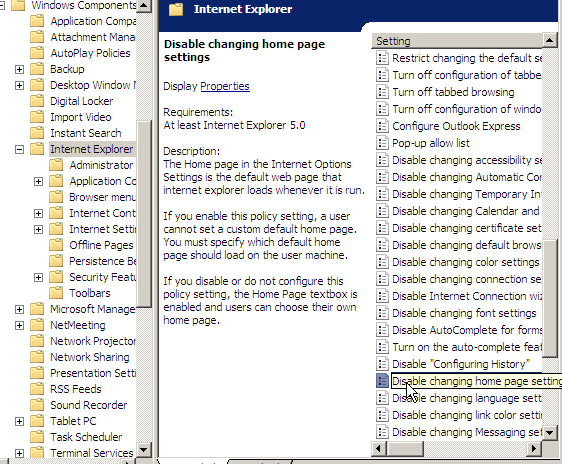 Windows Components
Application Compa
Attachment Mana
AutoPlay Policies
Backup
Desktop Window M
Digital Locker
Import Video
Instant Search
Internet Explorer
Administrator
Application Co
Browser menu
Internet Cont
Internet Settin
Offline Pages
Persistence Be
Security Featu
Toolbars
Microsoft Manage
NetMeeting
Network Projector
Network Sharing
Presentation Setti
RSS Feeds
Sound Recorder
Tablet PC
Task Scheduler
Terminal Services
Internet Explorer
Disable changing home page
settings
Display Properties
Requirements:
At least Internet Explorer 5.0
Description:
The Home page in the Internet Options
Settings is the default web page that
internet explorer loads whenever it is run.
If you enable this policy setting, a user
cannot set a custom default home page.
You must specify which default home
page should load on the user machine.
If you disable or do not configure this
policy setting, the Home Page textbox is
enabled and users can choose their own
home page.
Setting
Restrict changing the default se
Turn off configuration of tabbe
Turn off tabbed browsing
Turn off configuration of windo
Configure Outlook Express
Pop-up allow list
Disable changing accessibility se
Disable changing Automatic Con
Disable changing Temporary Int
Disable changing Calendar and
Disable changing certificate set
Disable changing default brows
Disable changing color settings
Disable changing connection se
Disable Internet Connection wiz
Disable changing font settings
Disable AutoComplete for forms
Turn on the auto-complete feat
Disable "Configuring History"
Disable changing home page setting
Disable changing language sett
Disable changing link color settin
Disable changing Messaging set